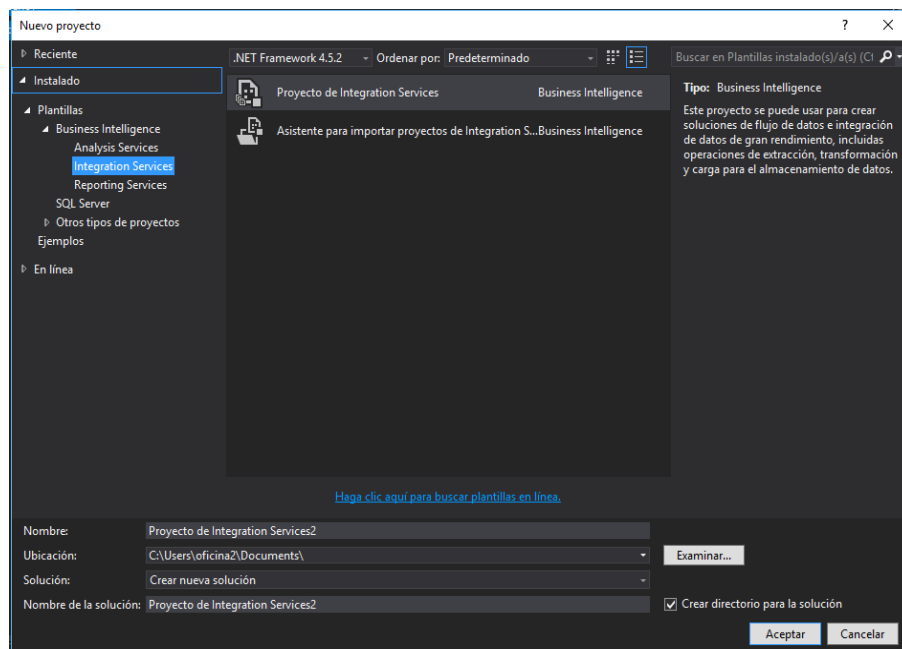 Nuevo proyecto
Reciente
Instalado
Plantillas
Business Intelligence
Analysis Services
Integration Services
Reporting Services
SQL Server
Otros tipos de proyectos
Ejemplos
En línea
.NET Framework 4.5.2 Ordenar por: Predeterminado
Proyecto de Integration Services Business Intelligence
Asistente para importar proyectos de Integration S...Business Intelligence
Haga clic aquí para buscar plantillas en línea.
Buscar en Plantillas instalado(s)/a(s) (Ct
Tipo: Business Intelligence
Este proyecto se puede usar para crear
soluciones de flujo de datos e integración
de datos de gran rendimiento, incluidas
operaciones de extracción, transformación
y carga para el almacenamiento de datos.
Nombre: Proyecto de Integration Services2
Ubicación: C:\Users\oficina2\Documents\ Examinar...
Solución: Crear nueva solución
Nombre de la solución: Proyecto de Integration Services2 Crear directorio para la solución
Aceptar Cancelar